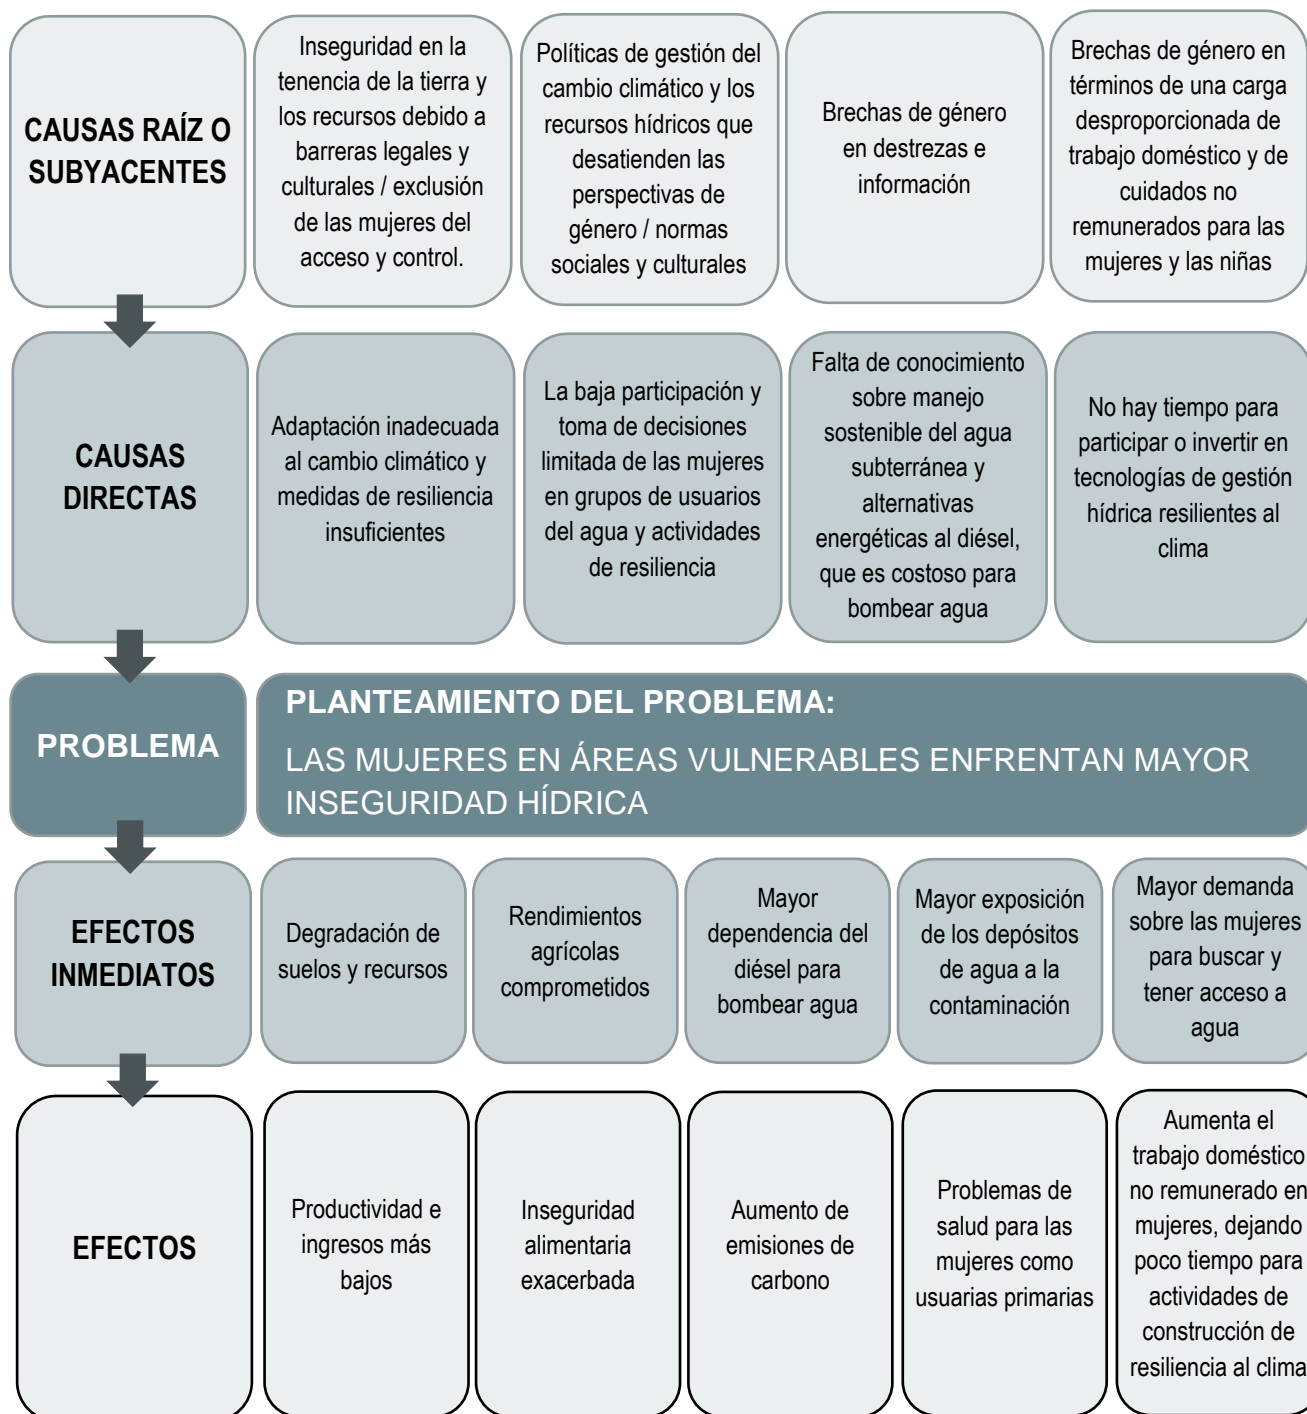 CAUSAS RAÍZ O
SUBYACENTES
Inseguridad en la
tenencia de la tierra y
los recursos debido a
barreras legales y
culturales / exclusión
de las mujeres del
acceso y control.
Políticas de gestión del
cambio climático y los
recursos hídricos que
desatienden las
perspectivas de
género / normas
sociales y culturales
Brechas de género
en destrezas e
información
Brechas de género en
términos de una carga
desproporcionada de
trabajo doméstico y de
cuidados no
remunerados para las
mujeres y las niñas
CAUSAS
DIRECTAS
Adaptación inadecuada
al cambio climático y
medidas de resiliencia
insuficientes
La baja participación y
toma de decisiones
limitada de las mujeres
en grupos de usuarios
del agua y actividades
de resiliencia
Falta de conocimiento
sobre manejo
sostenible del agua
subterránea y
alternativas
energéticas al diésel,
que es costoso para
bombear agua
No hay tiempo para
participar o invertir en
tecnologías de gestión
hídrica resilientes al
clima
PROBLEMA
PLANTEAMIENTO DEL PROBLEMA:
LAS MUJERES EN ÁREAS VULNERABLES ENFRENTAN MAYOR
INSEGURIDAD HÍDRICA
EFECTOS
INMEDIATOS
Degradación de
suelos y recursos
Rendimientos
agrícolas
comprometidos
Mayor
dependencia del
diésel para
bombear agua
Mayor exposición
de los depósitos
de agua a la
contaminación
Mayor demanda
sobre las mujeres
para buscar y
tener acceso a
agua
EFECTOS
Productividad e
ingresos más
bajos
Inseguridad
alimentaria
exacerbada
Aumento de
emisiones de
carbono
Problemas de
salud para las
mujeres como
usuarias primarias
Aumenta el
trabajo doméstico
no remunerado en
mujeres, dejando
poco tiempo para
actividades de
construcción de
resiliencia al clima